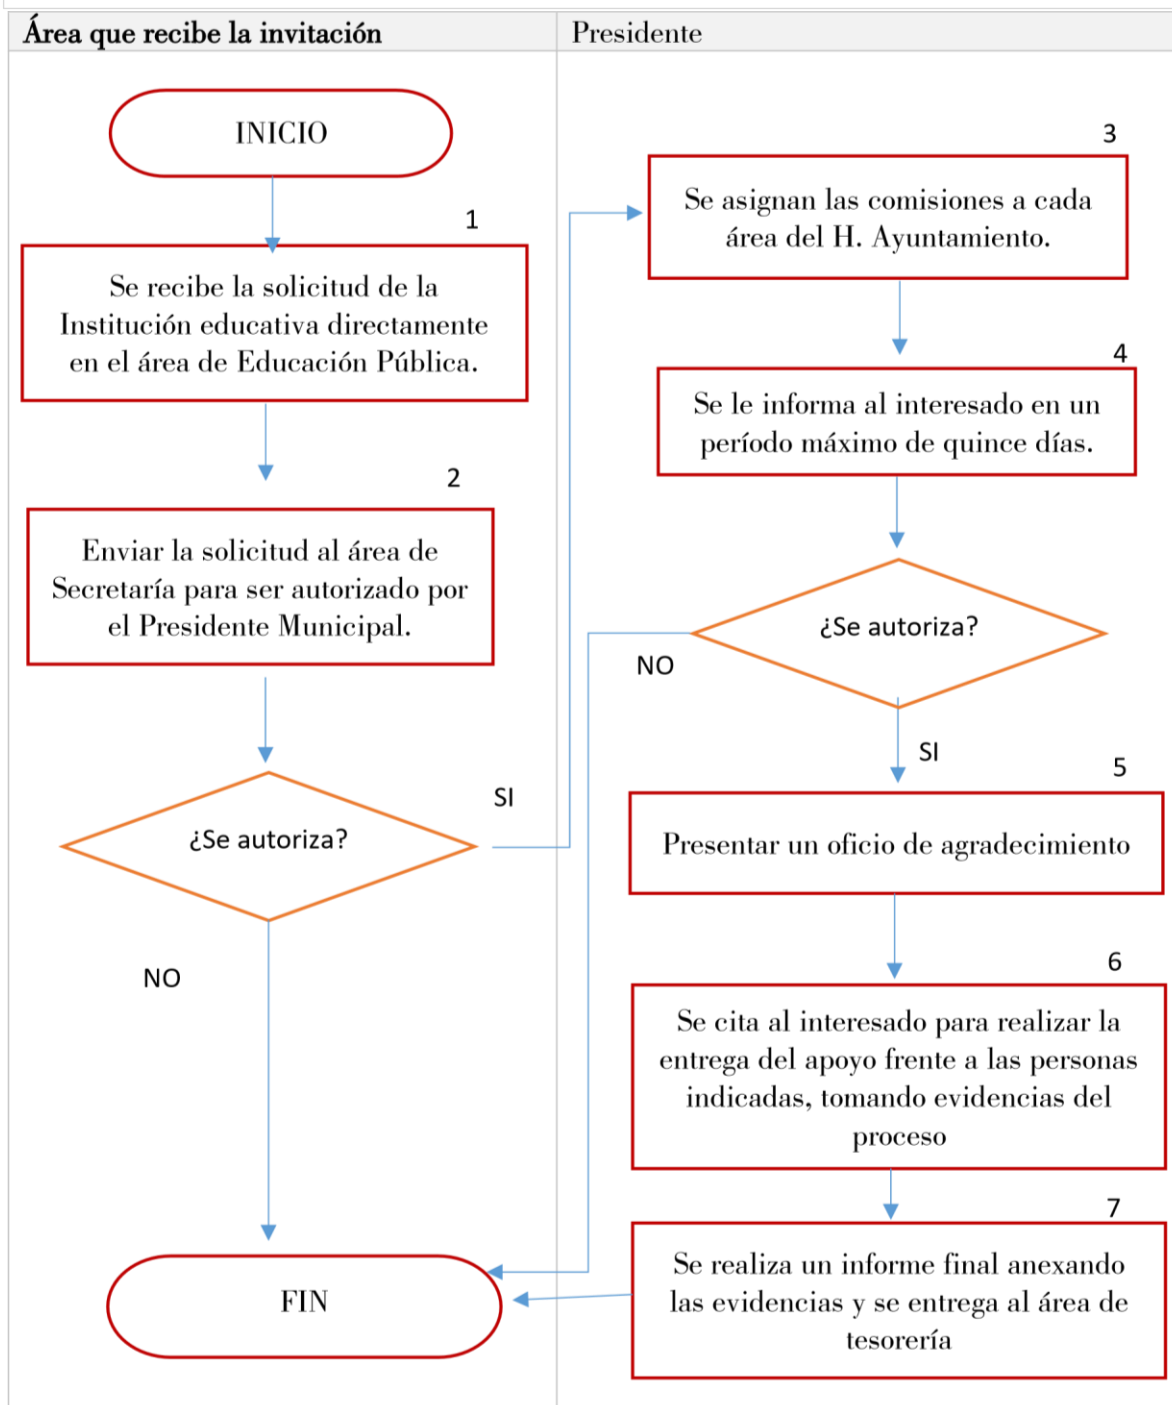 Área que recibe la invitación
Presidente
INICIO
1
Se recibe la solicitud de la
Institución educativa directamente
en el área de Educación Pública.
2
Enviar la solicitud al área de
Secretaría para ser autorizado por
el Presidente Municipal.
¿Se autoriza?
SI
NO
3
Se asignan las comisiones a cada
área del H. Ayuntamiento.
4
Se le informa al interesado en un
período máximo de quince días.
¿Se autoriza?
NO
SI
5
Presentar un oficio de agradecimiento
6
Se cita al interesado para realizar la
entrega del apoyo frente a las personas
indicadas, tomando evidencias del
proceso
7
Se realiza un informe final anexando
las evidencias y se entrega al área de
tesorería
FIN